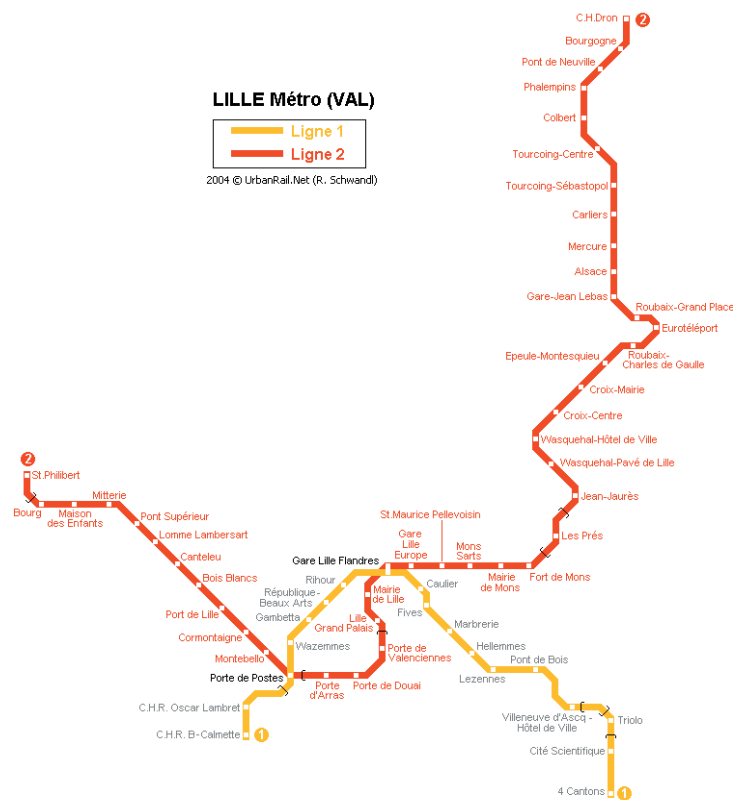 C.H.Dron
2
Bourgogne
Pont de Neuville
Phalempins
LILLE Métro (VAL)
Colbert
Ligne 1
Ligne 2
Tourcoing-Centre
2004 © UrbanRail.Net (R. Schwandl)
Tourcoing-Sébastopol
Carliers
Mercure
Alsace
Gare-Jean Lebas
Roubaix-Grand Place
Eurotéléport
Epeule-Montesquieu
Roubaix-
Charles de Gaulle
Croix-Mairie
Croix-Centre
Wasquehal-Hôtel de Ville
2
Wasquehal-Pavé de Lille
St.Philibert
Jean-Jaurès
Mitterie
Bourg
Maison
des Enfants
Pont Supérieur
St.Maurice Pellevoisin
Lomme Lambersart
Gare
Lille
Europe
Mons
Sarts
Les Prés
Canteleu
Gare Lille Flandres
Mairie
de Mons
Fort de Mons
Bois Blancs
Rihour
Caulier
République-
Beaux Arts
Mairie
de Lille
Port de Lille
Gambetta
Fives
Lille
Grand Palais
Cormontaigne
Marbrerie
Wazemmes
Montebello
Porte de
Valenciennes
Hellemmes
Pont de Bois
Porte de Postes
Lezennes
Porte
d'Arras
Porte de Douai
C.H.R. Oscar Lambret
Villeneuve d'Ascq -
Hôtel de Ville
Triolo
C.H.R. B-Calmette
1
Cité Scientifique
4 Cantons
1